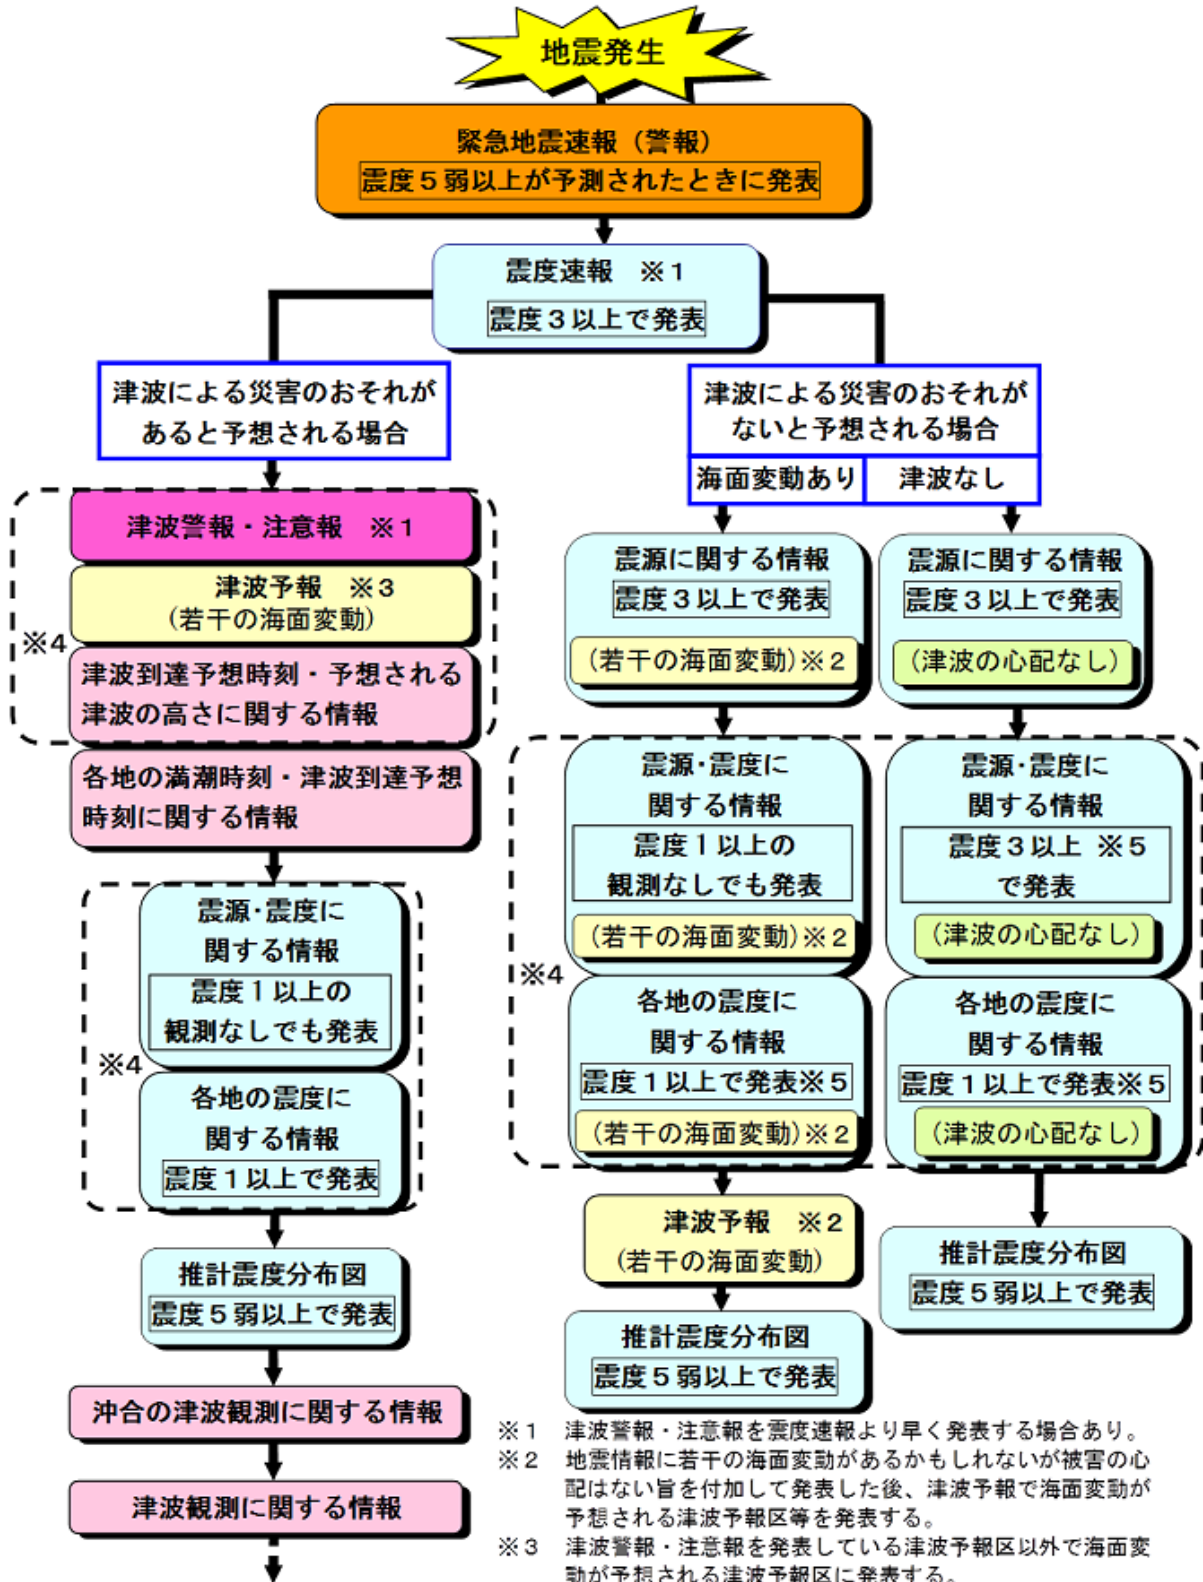 地震発生
緊急地震速報（警報）
震度５弱以上が予測されたときに発表
震度速報　※１
震度３以上で発表
津波による災害のおそれが
あると予想される場合
津波警報・注意報　※１
津波予報　※３
(若干の海面変動)
津波到達予想時刻・予想される
津波の高さに関する情報
※4
各地の満潮時刻・津波到達予想
時刻に関する情報
震源･震度に
関する情報
震度１以上の
観測なしでも発表
※4
各地の震度に
関する情報
震度１以上で発表
推計震度分布図
震度５弱以上で発表
沖合の津波観測に関する情報
津波観測に関する情報
津波による災害のおそれが
ないと予想される場合
海面変動あり
津波なし
震源に関する情報
震度３以上で発表
(若干の海面変動)※２
震源･震度に
関する情報
震度１以上の
観測なしでも発表
(若干の海面変動)※２
※4
各地の震度に
関する情報
震度１以上で発表※５
(若干の海面変動)※２
津波予報　※２
(若干の海面変動)
推計震度分布図
震度５弱以上で発表
震源に関する情報
震度３以上で発表
(津波の心配なし)
震源･震度に
関する情報
震度３以上 ※５
で発表
(津波の心配なし)
各地の震度に
関する情報
震度１以上で発表※５
(津波の心配なし)
推計震度分布図
震度５弱以上で発表
※１　津波警報・注意報を震度速報より早く発表する場合あり。
※２　地震情報に若干の海面変動があるかもしれないが被害の心
配はない旨を付加して発表した後、津波予報で海面変動が
予想される津波予報区等を発表する。
※３　津波警報・注意報を発表している津波予報区以外で海面変
動が予想される津波予報区に発表する。